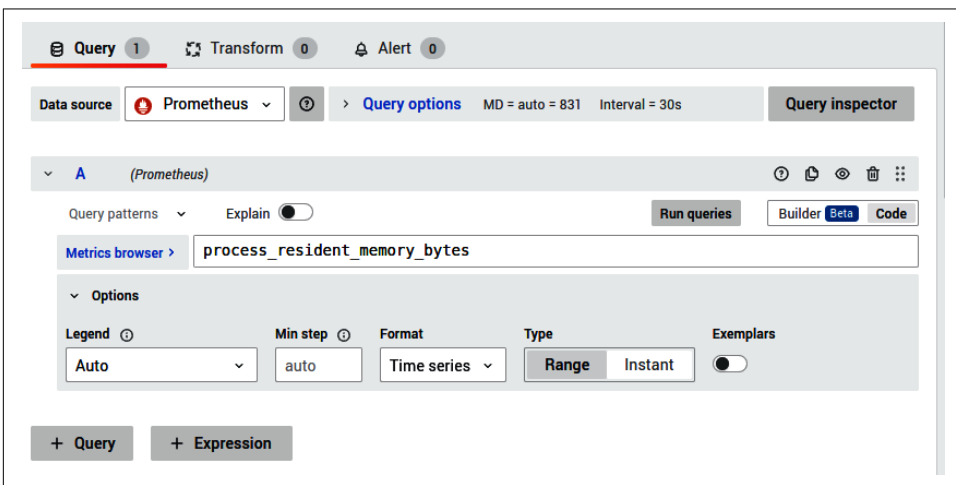 Query 1 Transform 0 Alert 0
Data source Prometheus > Query options MD = auto = 831 Interval = 30s Query inspector
A (Prometheus)
Query patterns Explain Run queries Builder Beta Code
Metrics browser > process_resident_memory_bytes
Options
Legend Min step Format Type Exemplars
Auto auto Time series Range Instant
+ Query + Expression